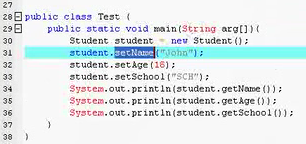 27
28 public class Test {
29 public static void main(String arg[]){
30 Student student = new Student();
31 student.setName("John");
32 student.setAge(18);
33 student.setSchool("SCH");
34 System.out.println(student.getName());
35 System.out.println(student.getAge());
36 System.out.println(student.getSchool());
37 }
38 }